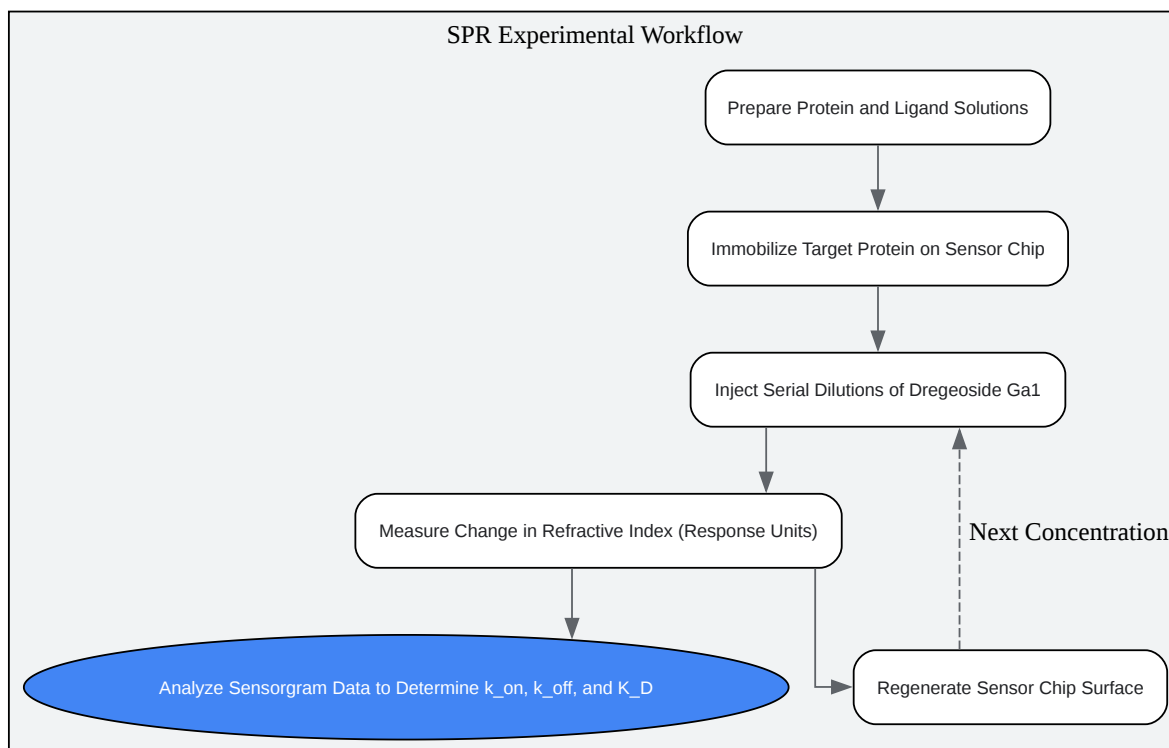 SPR Experimental Workflow
Prepare Protein and Ligand Solutions
Immobilize Target Protein on Sensor Chip
Inject Serial Dilutions of Dregeoside Ga1
Measure Change in Refractive Index (Response Units)
Next Concentration
Analyze Sensorgram Data to Determine k_on, k_off, and K_D
Regenerate Sensor Chip Surface